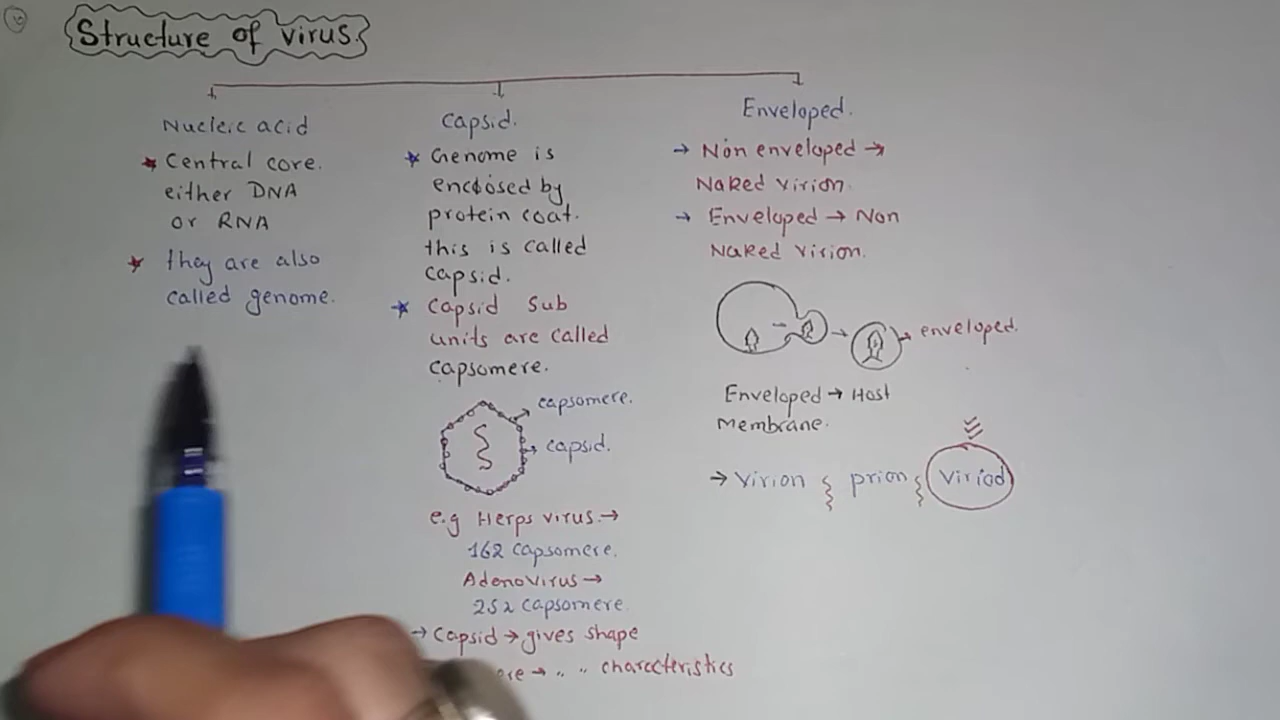 Structure of virus.
Nucleic acid
★ Central core.
either DNA
or RNA
★ they are also
called genome.
Capsid.
★ Genome is
enclosed by
protein coat.
this is called
capsid.
★ Capsid Sub
units are called
capsomere.
capsomere.
capsid.
e.g Herps virus →
162 capsomere.
Adenovirus →
252 capsomere.
→ Capsid → gives shape
→ „ „ characteristics
Enveloped.
→ Non enveloped →
Naked virion.
→ Enveloped → Non
Naked virion.
enveloped.
Enveloped → Host
Membrane.
→ Virion prion Viriod